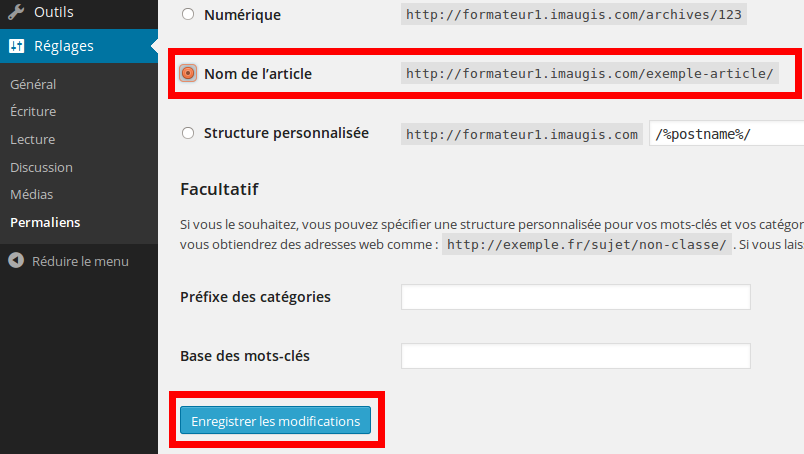 Outils
Réglages
Général
Écriture
Lecture
Discussion
Médias
Permaliens
Réduire le menu
Numérique http://formateur1.imaugis.com/archives/123
Nom de l’article http://formateur1.imaugis.com/exemple-article/
Structure personnalisée http://formateur1.imaugis.com /%postname%/
Facultatif
Si vous le souhaitez, vous pouvez spécifier une structure personnalisée pour vos mots-clés et vos catégor
vous obtiendrez des adresses web comme : http://exemple.fr/sujet/non-classe/ . Si vous lais
Préfixe des catégories
Base des mots-clés
Enregistrer les modifications